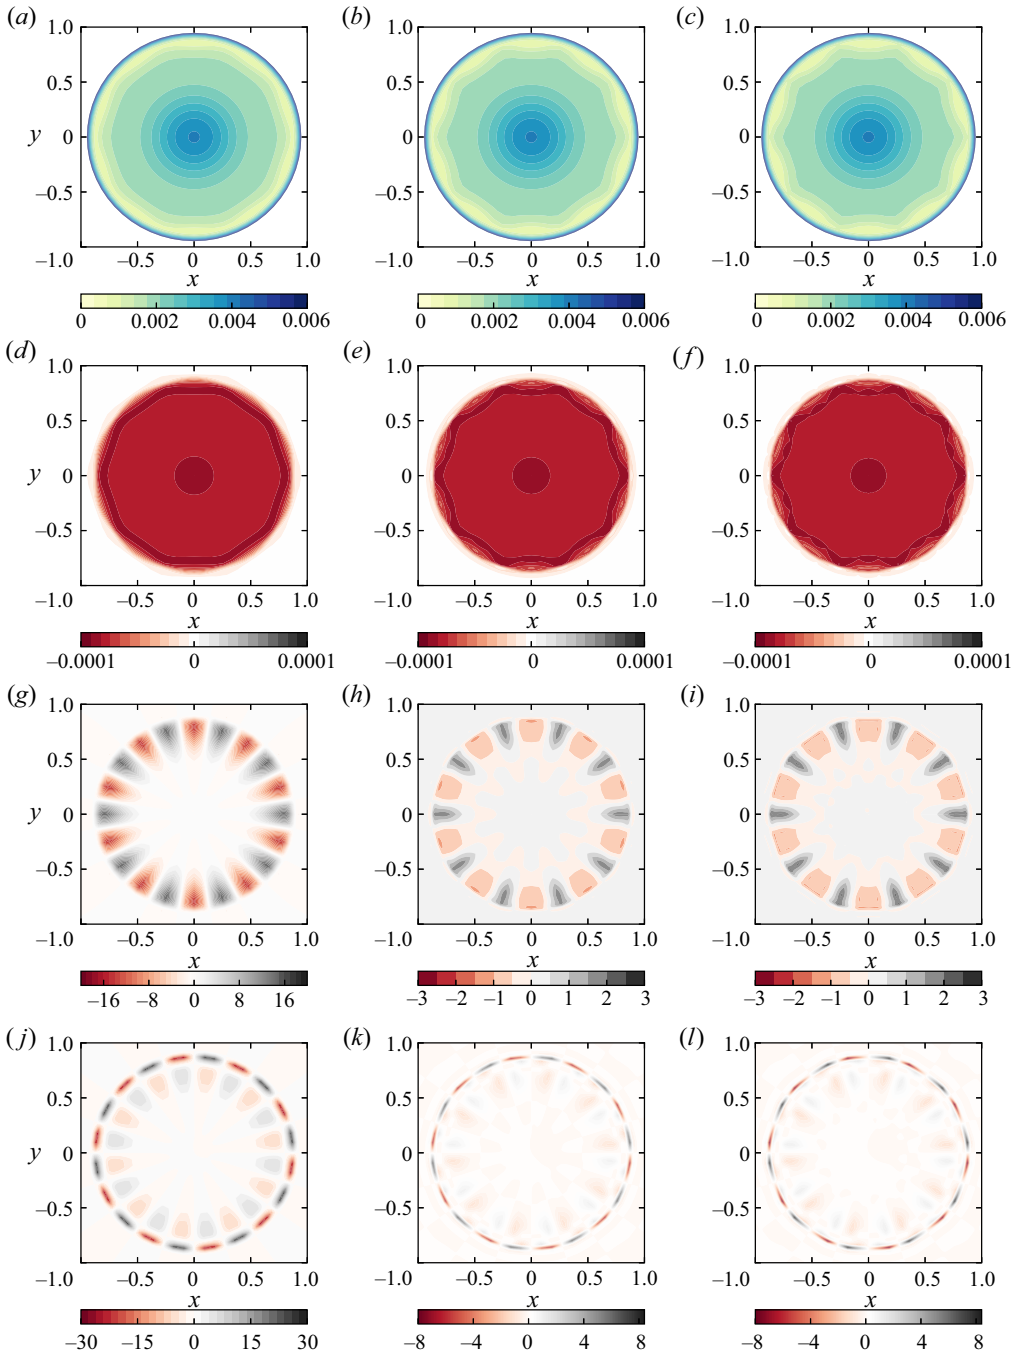 (a) 1.0 (b) 1.0 (c) 1.0
0.5 0.5 0.5
y 0 0 0
–0.5 –0.5 –0.5
–1.0 –0.5 0 0.5 1.0 –1.0 –0.5 0 0.5 1.0 –1.0 –0.5 0 0.5 1.0
x x x
0 0.002 0.004 0.006 0 0.002 0.004 0.006 0 0.002 0.004 0.006
(d) 1.0 (e) 1.0 (f) 1.0
0.5 0.5 0.5
y 0 0 0
–0.5 –0.5 –0.5
–1.0 –0.5 0 0.5 1.0 –1.0 –0.5 0 0.5 1.0 –1.0 –0.5 0 0.5 1.0
x x x
–0.0001 0 0.0001 –0.0001 0 0.0001 –0.0001 0 0.0001
(g) 1.0 (h) 1.0 (i) 1.0
0.5 0.5 0.5
y 0 0 0
–0.5 –0.5 –0.5
–1.0 –0.5 0 0.5 1.0 –1.0 –0.5 0 0.5 1.0 –1.0 –0.5 0 0.5 1.0
x x x
–16 –8 0 8 16 –3 –2 –1 0 1 2 3 –3 –2 –1 0 1 2 3
(j) 1.0 (k) 1.0 (l) 1.0
0.5 0.5 0.5
y 0 0 0
–0.5 –0.5 –0.5
–1.0 –0.5 0 0.5 1.0 –1.0 –0.5 0 0.5 1.0 –1.0 –0.5 0 0.5 1.0
x x x
–30 –15 0 15 30 –8 –4 0 4 8 –8 –4 0 4 8